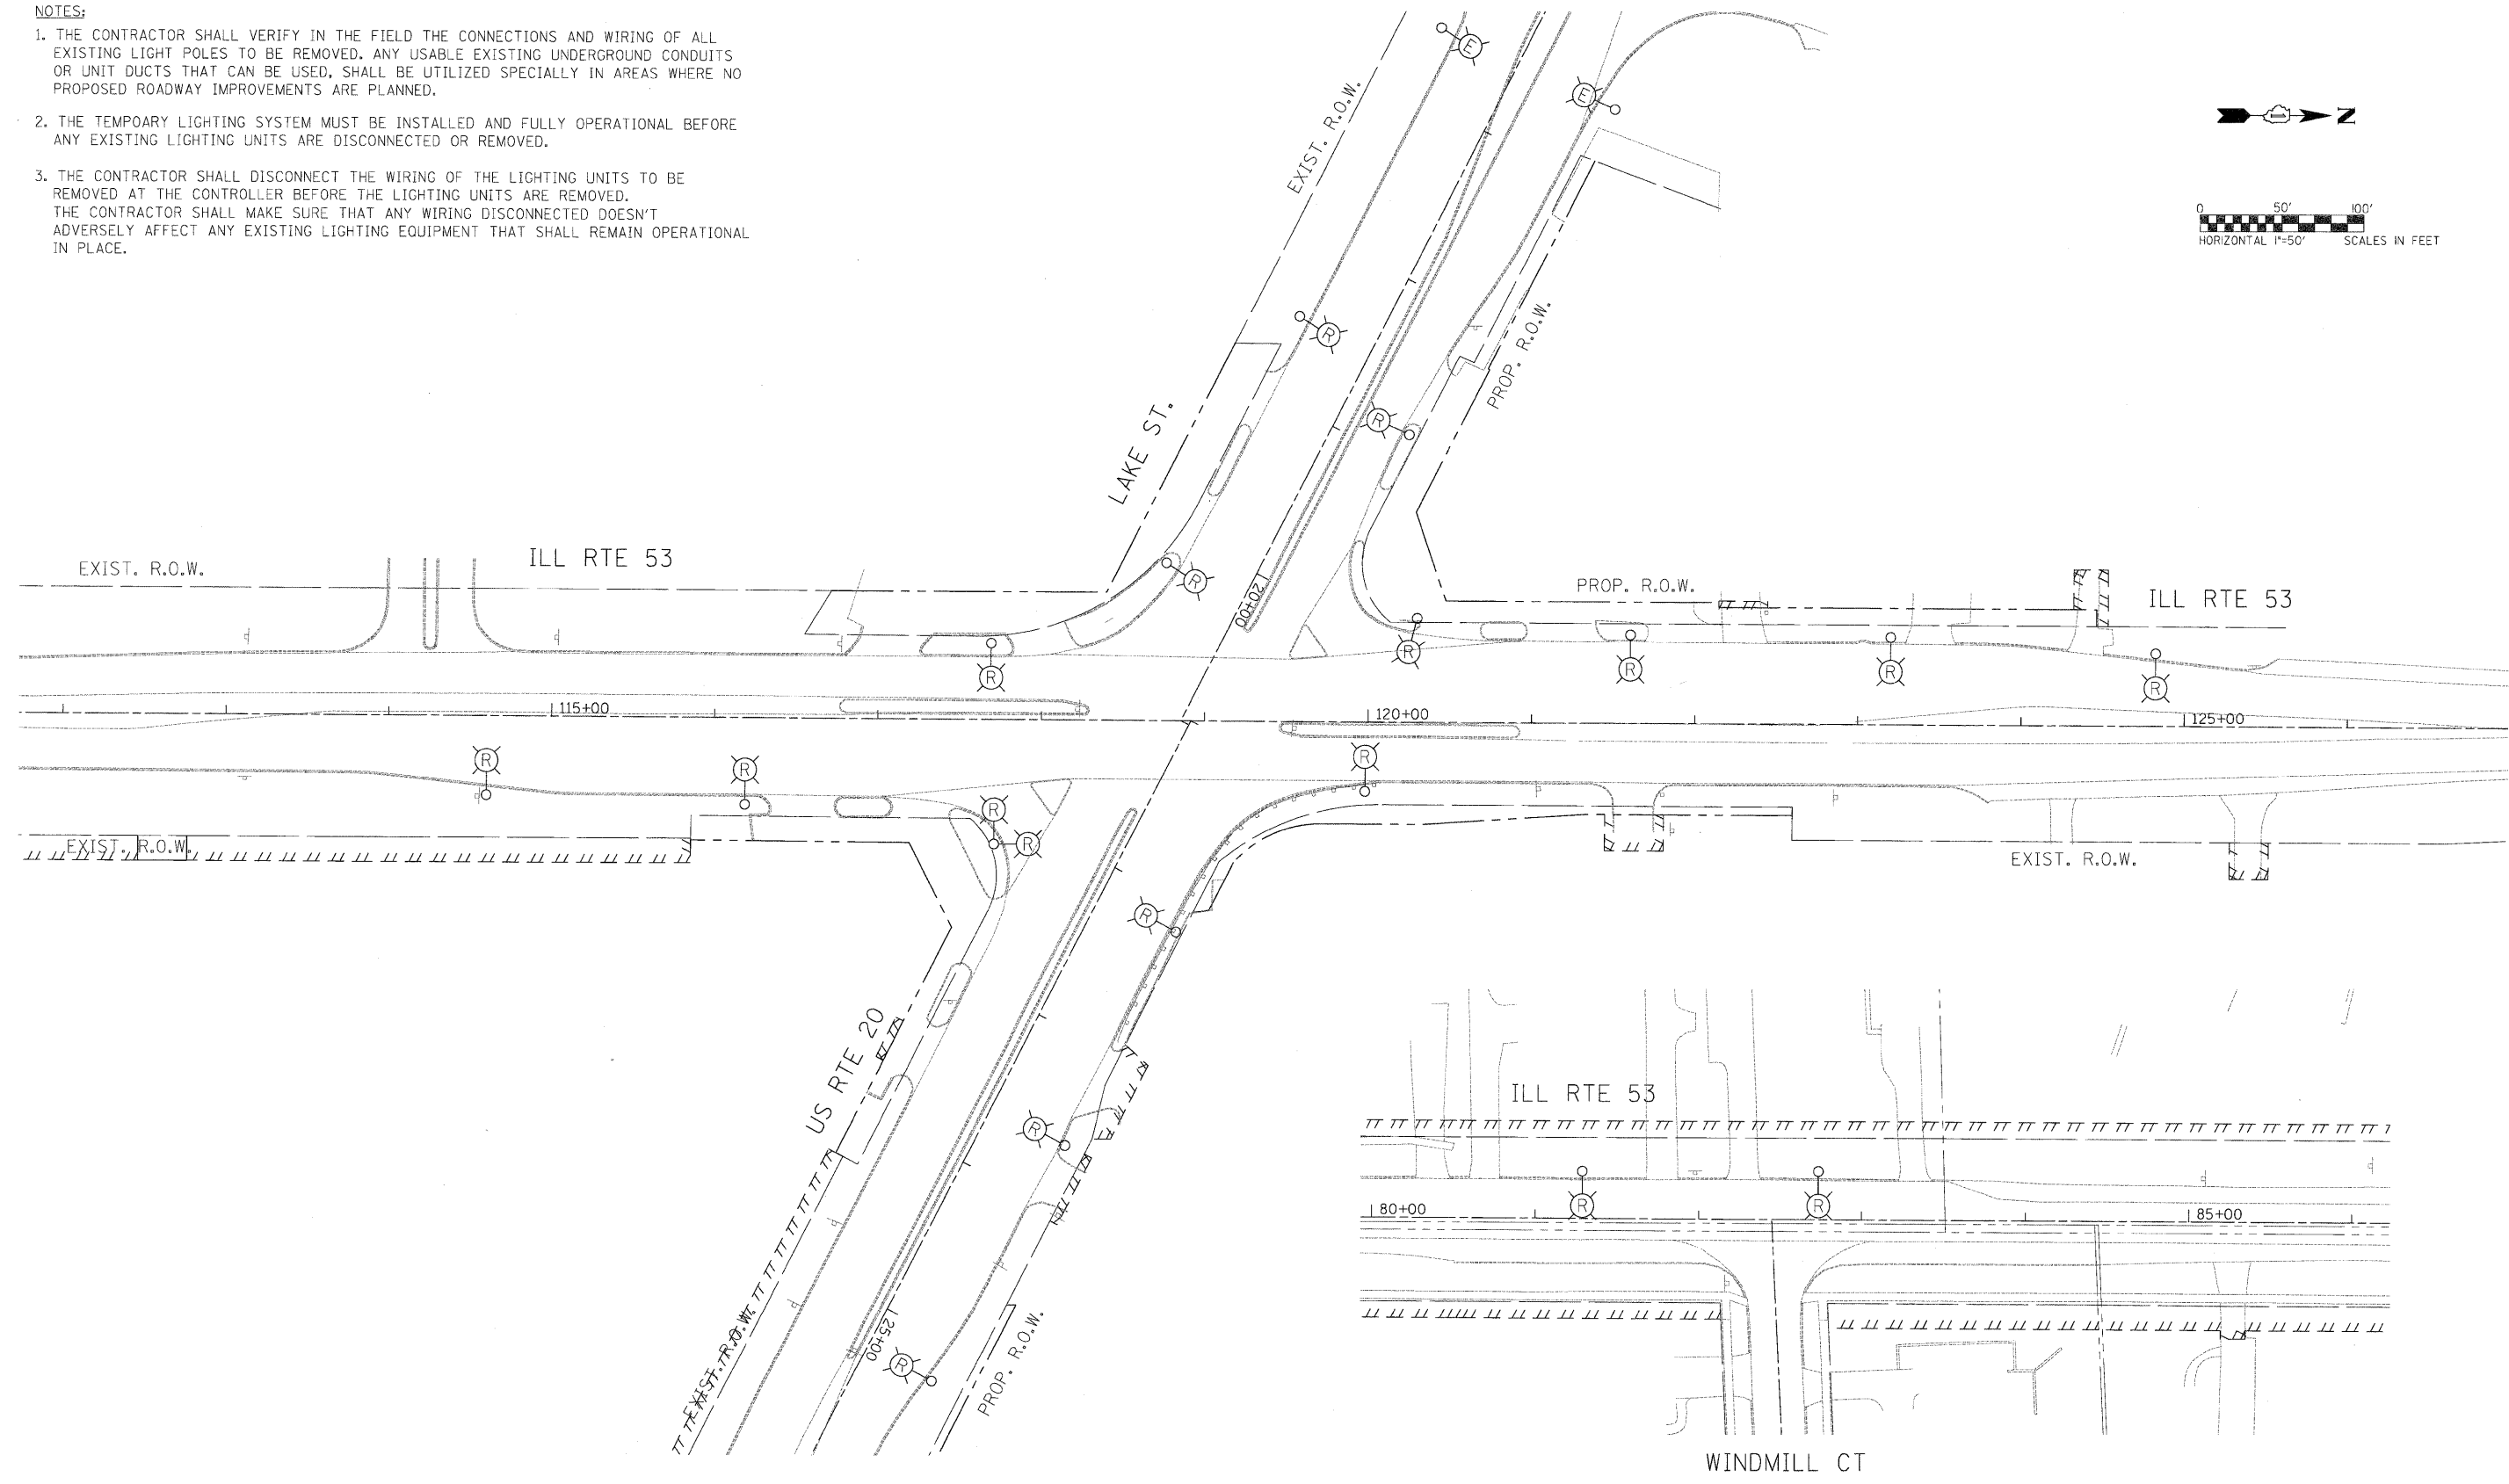 NOTES:
1. THE CONTRACTOR SHALL VERIFY IN THE FIELD THE CONNECTIONS AND WIRING OF ALL
EXISTING LIGHT POLES TO BE REMOVED. ANY USABLE EXISTING UNDERGROUND CONDUITS
OR UNIT DUCTS THAT CAN BE USED, SHALL BE UTILIZED SPECIALLY IN AREAS WHERE NO
PROPOSED ROADWAY IMPROVEMENTS ARE PLANNED.
2. THE TEMPOARY LIGHTING SYSTEM MUST BE INSTALLED AND FULLY OPERATIONAL BEFORE
ANY EXISTING LIGHTING UNITS ARE DISCONNECTED OR REMOVED.
3. THE CONTRACTOR SHALL DISCONNECT THE WIRING OF THE LIGHTING UNITS TO BE
REMOVED AT THE CONTROLLER BEFORE THE LIGHTING UNITS ARE REMOVED.
THE CONTRACTOR SHALL MAKE SURE THAT ANY WIRING DISCONNECTED DOESN'T
ADVERSELY AFFECT ANY EXISTING LIGHTING EQUIPMENT THAT SHALL REMAIN OPERATIONAL
IN PLACE.
E
E
EXIST. R.O.W.
N
0 50' 100'
HORIZONTAL 1"=50' SCALES IN FEET
R
PROP. R.O.W.
R
LAKE ST.
EXIST. R.O.W.
ILL RTE 53
R
20+00
PROP. R.O.W.
ILL RTE 53
R
R
R
R
R
115+00
120+00
125+00
R
R
R
R
R
EXIST. R.O.W.
EXIST. R.O.W.
R
US RTE 20
R
EXIST. R.O.W.
25+00
R
PROP. R.O.W.
ILL RTE 53
R
R
80+00
85+00
WINDMILL CT